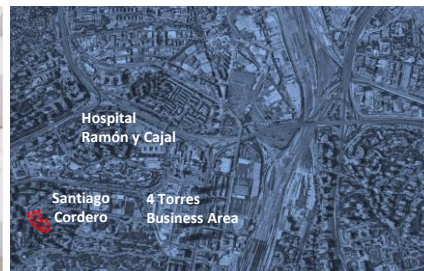 Hospital
Ramón y Cajal
Santiago
Cordero
4 Torres
Business Area